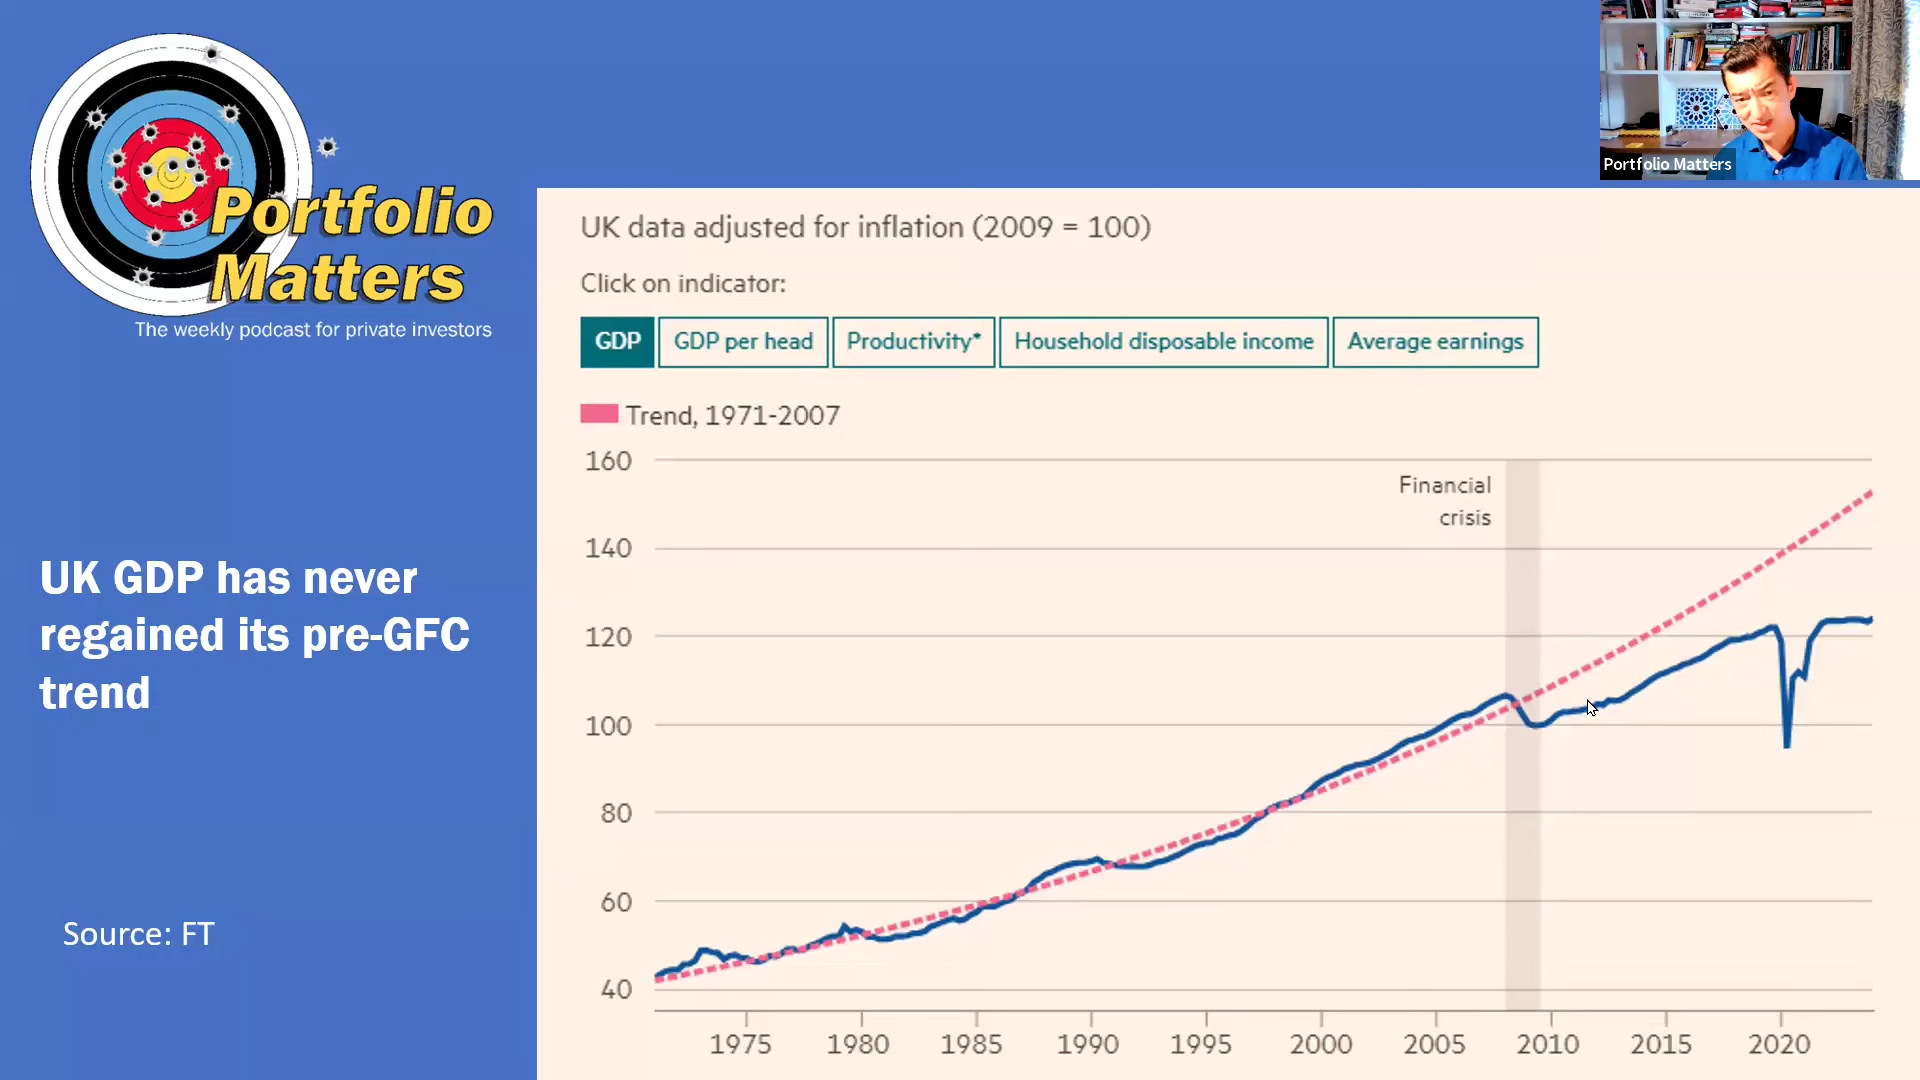 Portfolio
Matters
The weekly podcast for private investors
Portfolio Matters
UK GDP has never
regained its pre-GFC
trend
Source: FT
UK data adjusted for inflation (2009 = 100)
Click on indicator:
GDP
GDP per head
Productivity*
Household disposable income
Average earnings
Trend, 1971-2007
160
140
120
100
80
60
40
Financial
crisis
1975
1980
1985
1990
1995
2000
2005
2010
2015
2020